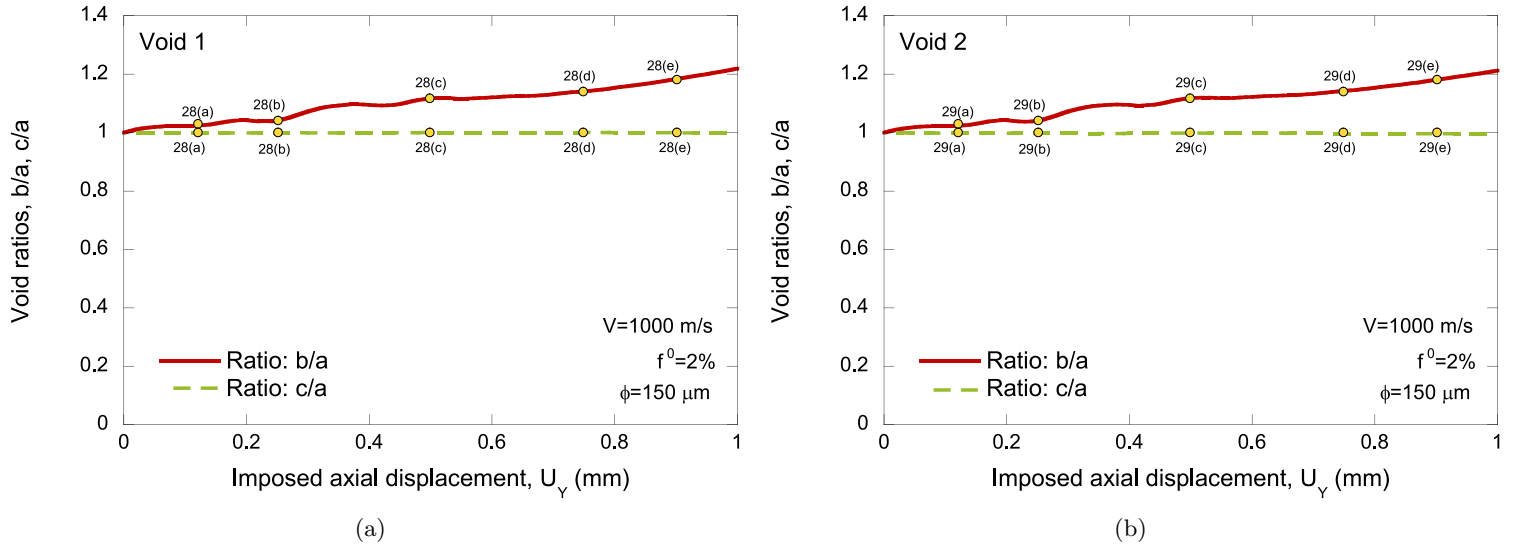 Void 1
Void ratios, b/a, c/a
1.4
1.2
1
0.8
0.6
0.4
0.2
0
28(a)
28(b)
28(c)
28(d)
28(e)
28(a)
28(b)
28(c)
28(d)
28(e)
V=1000 m/s
f⁰=2%
ϕ=150 μm
Ratio: b/a
Ratio: c/a
0 0.2 0.4 0.6 0.8 1
Imposed axial displacement, U_Y (mm)
(a)
Void 2
Void ratios, b/a, c/a
1.4
1.2
1
0.8
0.6
0.4
0.2
0
29(a)
29(b)
29(c)
29(d)
29(e)
29(a)
29(b)
29(c)
29(d)
29(e)
V=1000 m/s
f⁰=2%
ϕ=150 μm
Ratio: b/a
Ratio: c/a
0 0.2 0.4 0.6 0.8 1
Imposed axial displacement, U_Y (mm)
(b)